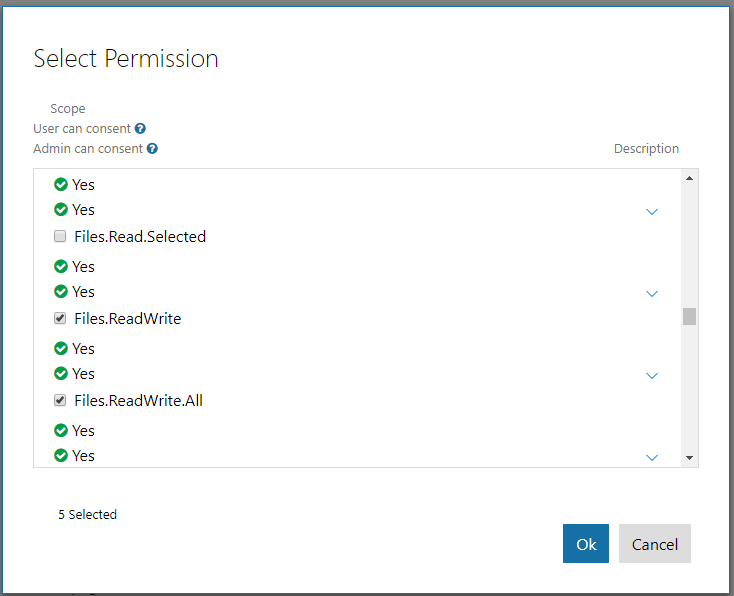 Select Permission
Scope
User can consent
Admin can consent
Description
Yes
Yes
Files.Read.Selected
Yes
Yes
Files.ReadWrite
Yes
Yes
Files.ReadWrite.All
Yes
Yes
5 Selected
Ok
Cancel